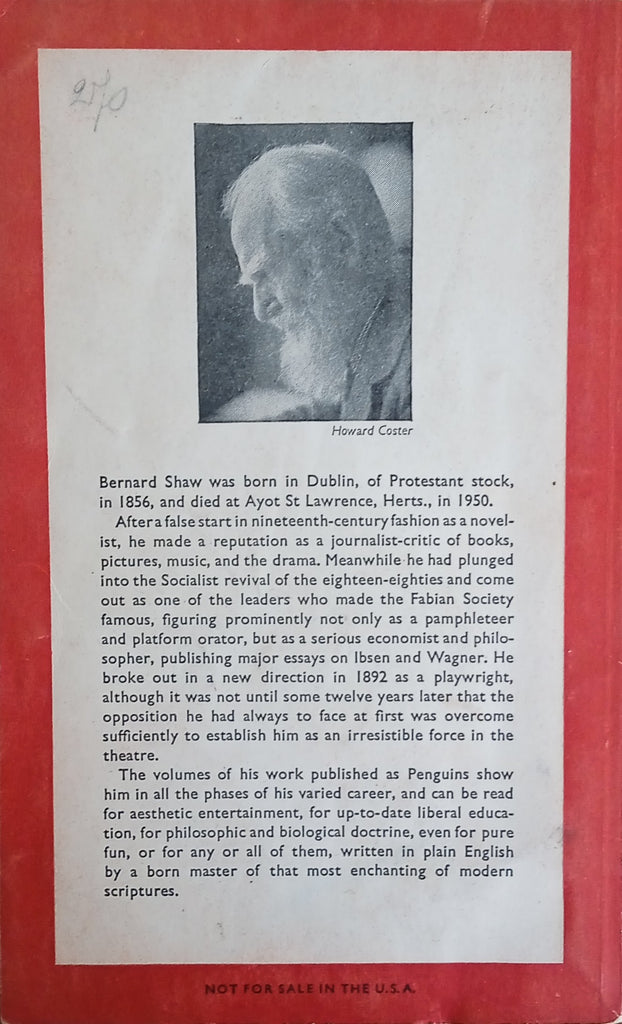 270
Howard Coster
Bernard Shaw was born in Dublin, of Protestant stock,
in 1856, and died at Ayot St Lawrence, Herts., in 1950.
After a false start in nineteenth-century fashion as a novel-
ist, he made a reputation as a journalist-critic of books,
pictures, music, and the drama. Meanwhile he had plunged
into the Socialist revival of the eighteen-eighties and come
out as one of the leaders who made the Fabian Society
famous, figuring prominently not only as a pamphleteer
and platform orator, but as a serious economist and philo-
sopher, publishing major essays on Ibsen and Wagner. He
broke out in a new direction in 1892 as a playwright,
although it was not until some twelve years later that the
opposition he had always to face at first was overcome
sufficiently to establish him as an irresistible force in the
theatre.
The volumes of his work published as Penguins show
him in all the phases of his varied career, and can be read
for aesthetic entertainment, for up-to-date liberal educa-
tion, for philosophic and biological doctrine, even for pure
fun, or for any or all of them, written in plain English
by a born master of that most enchanting of modern
scriptures.
NOT FOR SALE IN THE U.S.A.